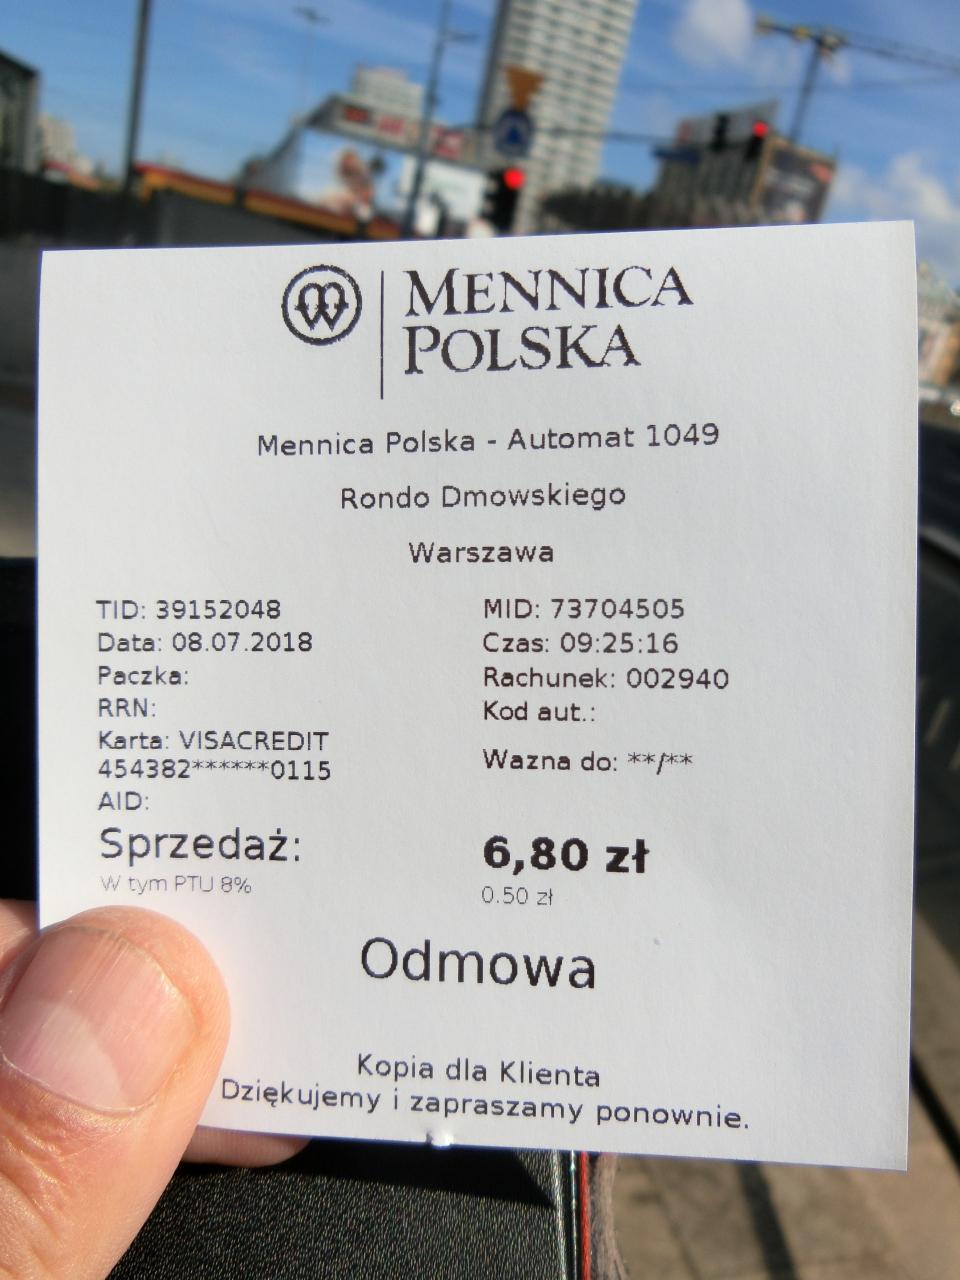 MENNICA
POLSKA
Mennica Polska - Automat 1049
Rondo Dmowskiego
Warszawa
TID: 39152048 MID: 73704505
Data: 08.07.2018 Czas: 09:25:16
Paczka: Rachunek: 002940
RRN: Kod aut.:
Karta: VISACREDIT
454382******0115 Wazna do: **/**
AID:
Sprzedaż: 6,80 zł
W tym PTU 8% 0.50 zł
Odmowa
Kopia dla Klienta
Dziękujemy i zapraszamy ponownie.